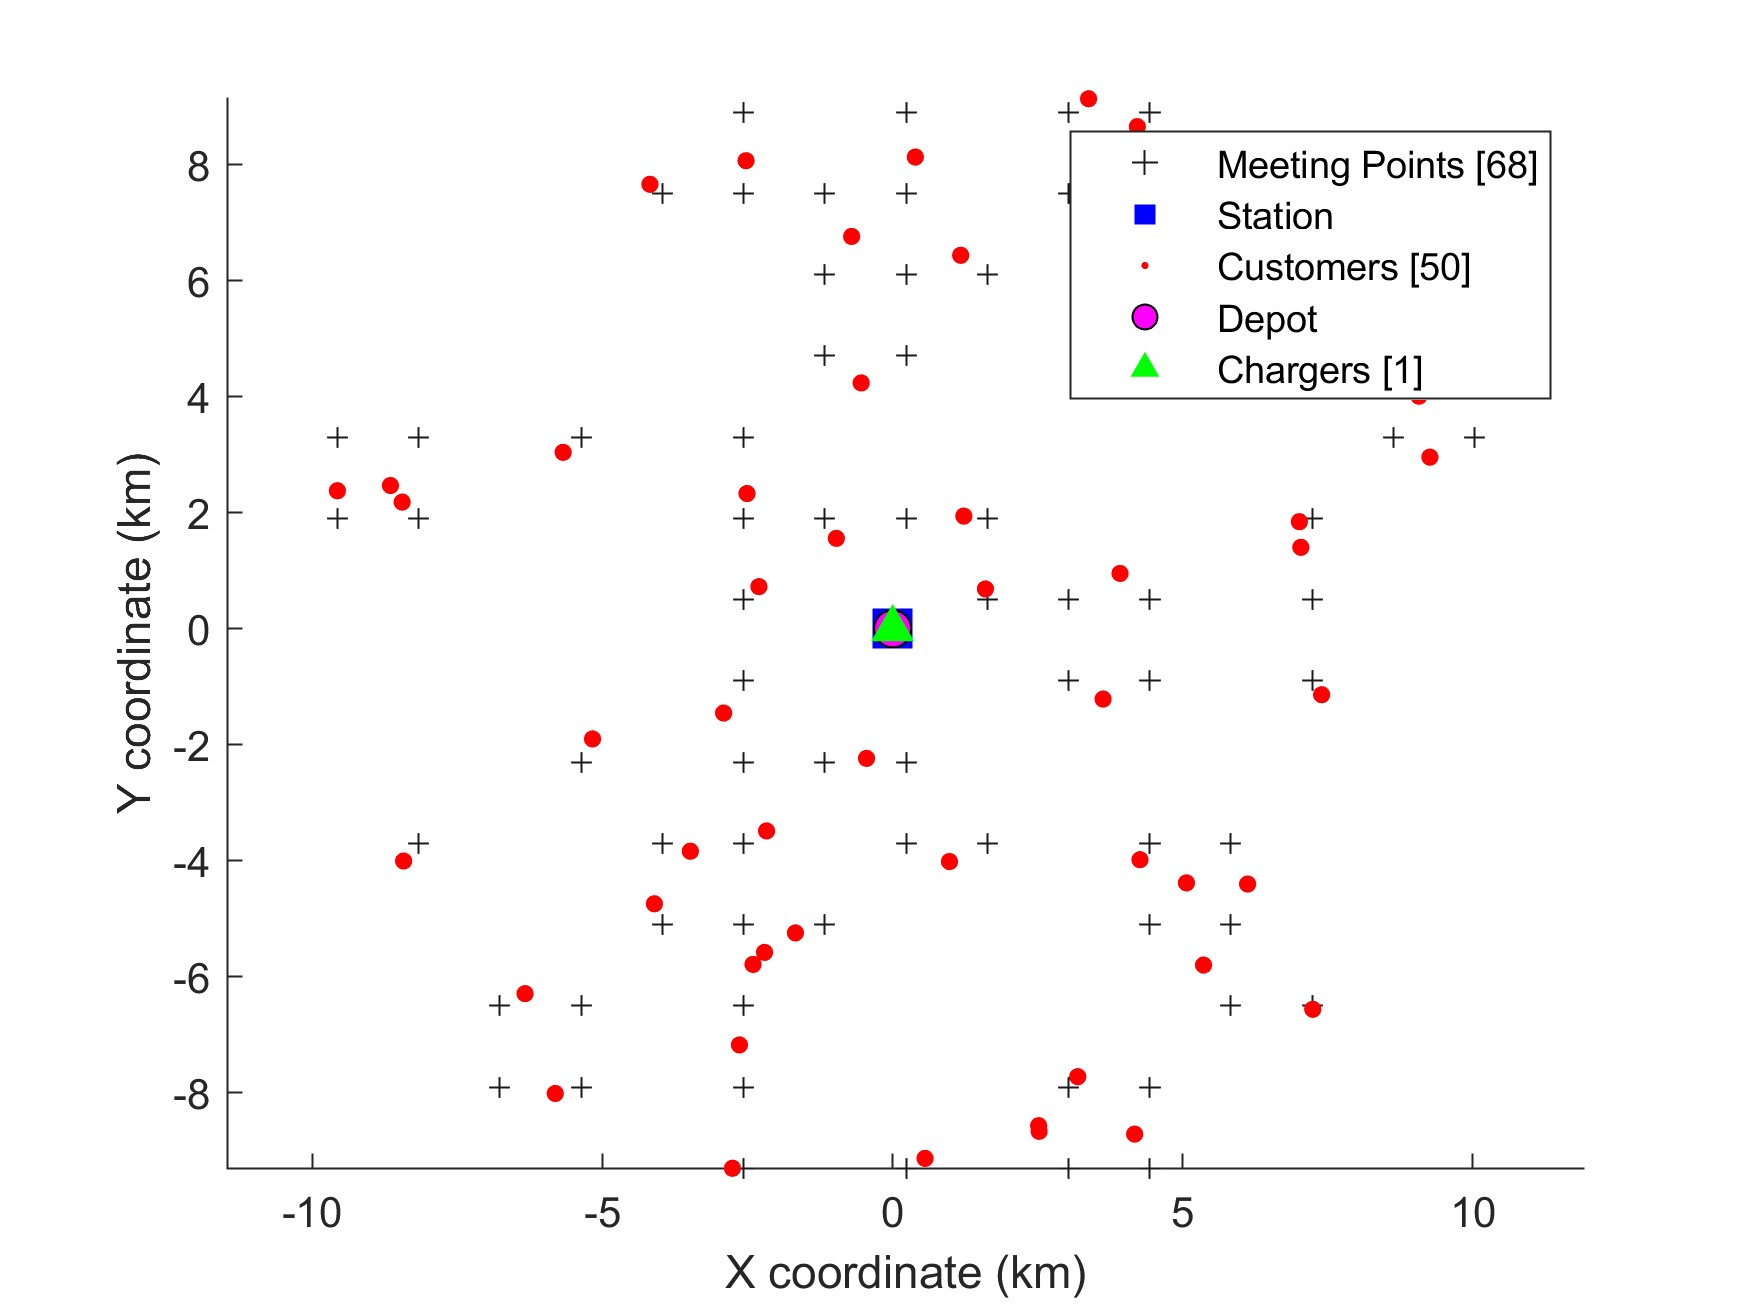 8
6
4
2
0
-2
-4
-6
-8
Y coordinate (km)
Meeting Points [68]
Station
Customers [50]
Depot
Chargers [1]
-10
-5
0
5
10
X coordinate (km)